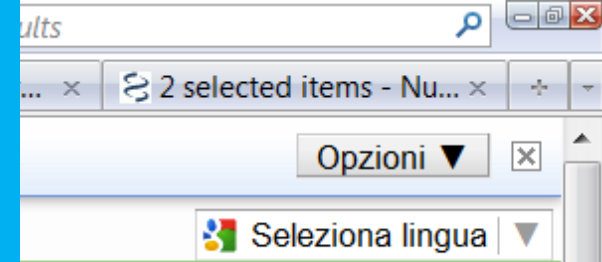 ults
... 2 selected items - Nu...
Opzioni ▼
Seleziona lingua ▼